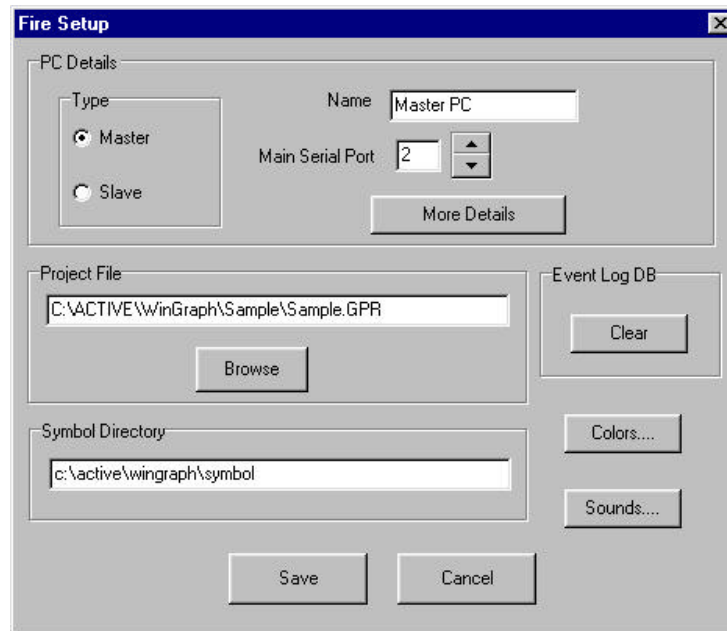 Fire Setup
PC Details
Type
Master
Slave
Name
Master PC
Main Serial Port
2
More Details
Project File
C:\ACTIVE\WinGraph\Sample\Sample.GPR
Browse
Event Log DB
Clear
Symbol Directory
c:\active\wingraph\symbol
Colors....
Sounds....
Save
Cancel